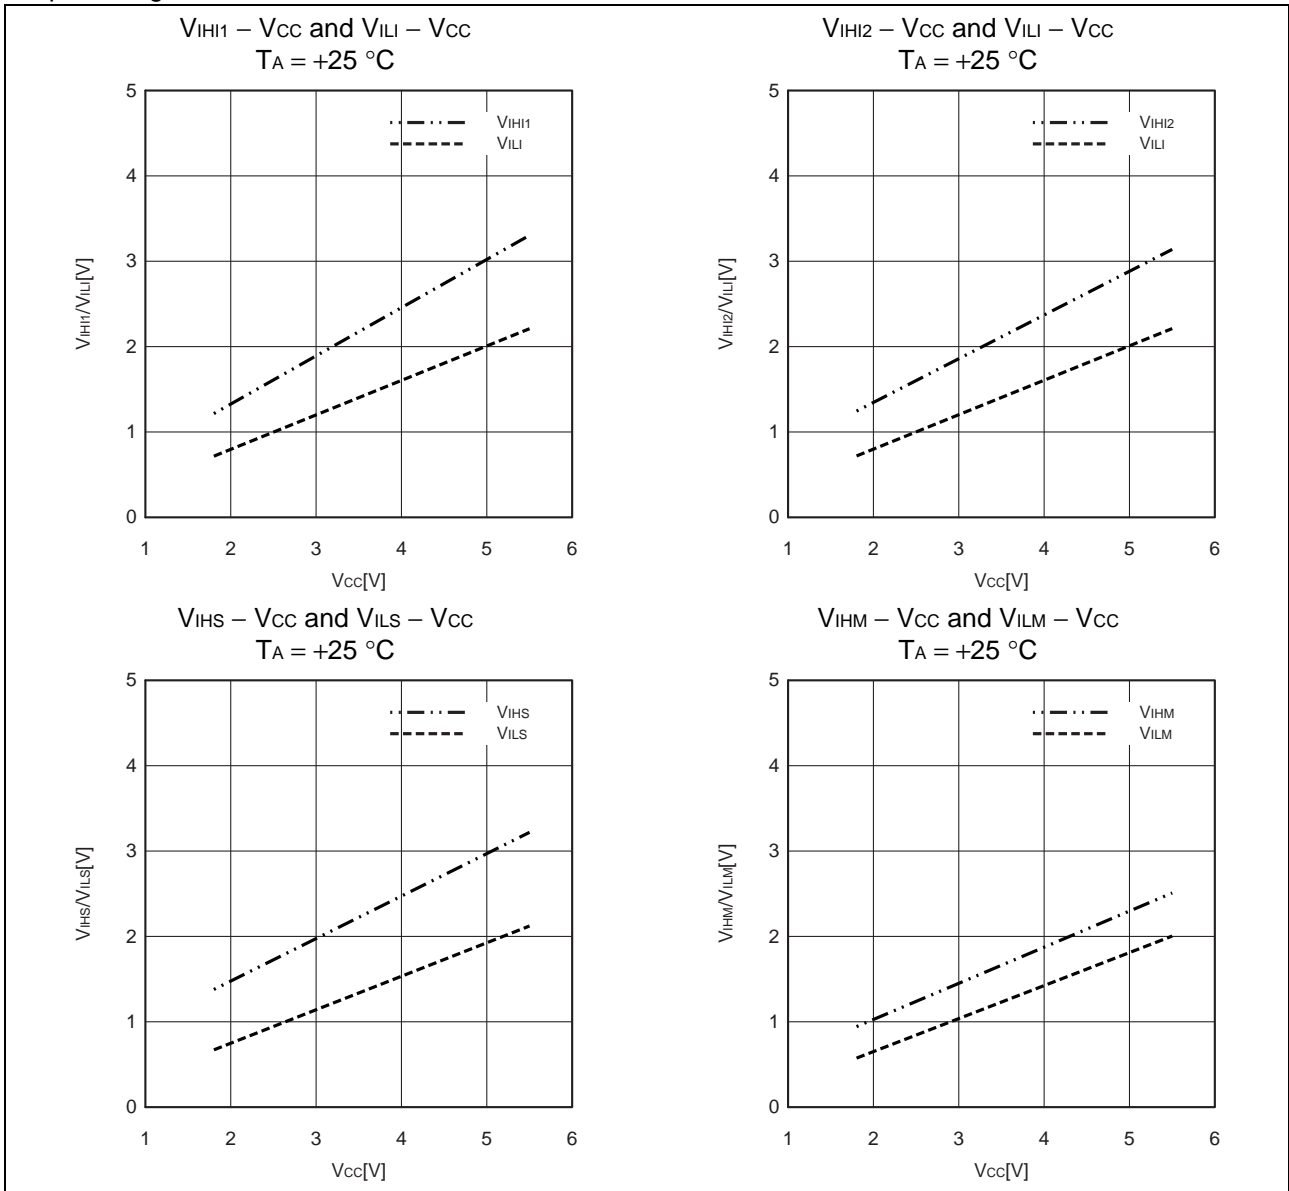 VIHI1 – VCC and VILI – VCC
TA = +25 °C
5
4
3
2
1
0
1 2 3 4 5 6
VIHI1/VILI[V]
VCC[V]
VIHI1
VILI
VIHI2 – VCC and VILI – VCC
TA = +25 °C
5
4
3
2
1
0
1 2 3 4 5 6
VIHI2/VILI[V]
VCC[V]
VIHI2
VILI
VIHS – VCC and VILS – VCC
TA = +25 °C
5
4
3
2
1
0
1 2 3 4 5 6
VIHS/VILS[V]
VCC[V]
VIHS
VILS
VIHM – VCC and VILM – VCC
TA = +25 °C
5
4
3
2
1
0
1 2 3 4 5 6
VIHM/VILM[V]
VCC[V]
VIHM
VILM